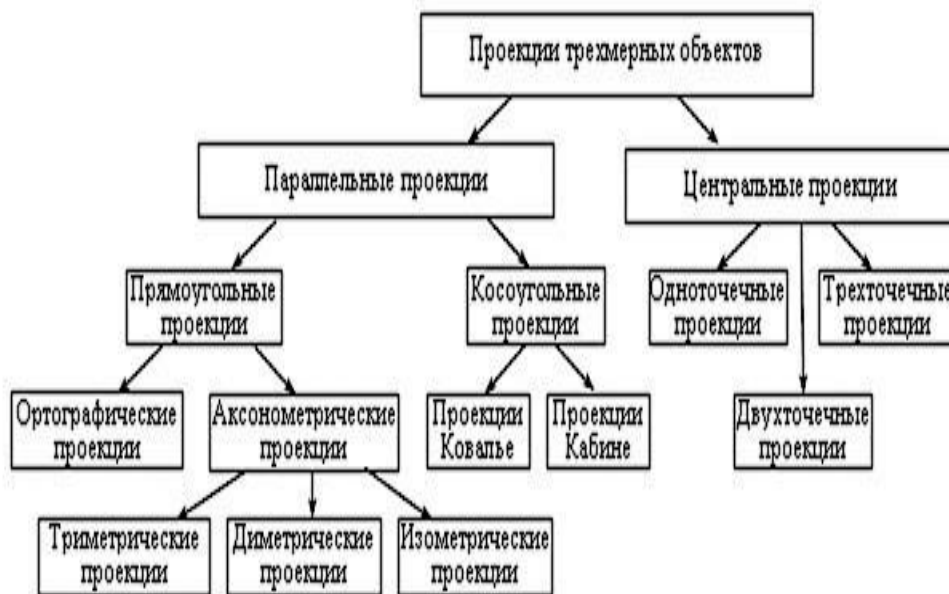 Проекции трехмерных объектов
Параллельные проекции
Центральные проекции
Прямоугольные
проекции
Косоугольные
проекции
Одноточечные
проекции
Трехточечные
проекции
Ортографические
проекции
Аксонометрические
проекции
Проекции
Ковалье
Проекции
Кабине
Двухточечные
проекции
Триметрические
проекции
Диметрические
проекции
Изометрические
проекции